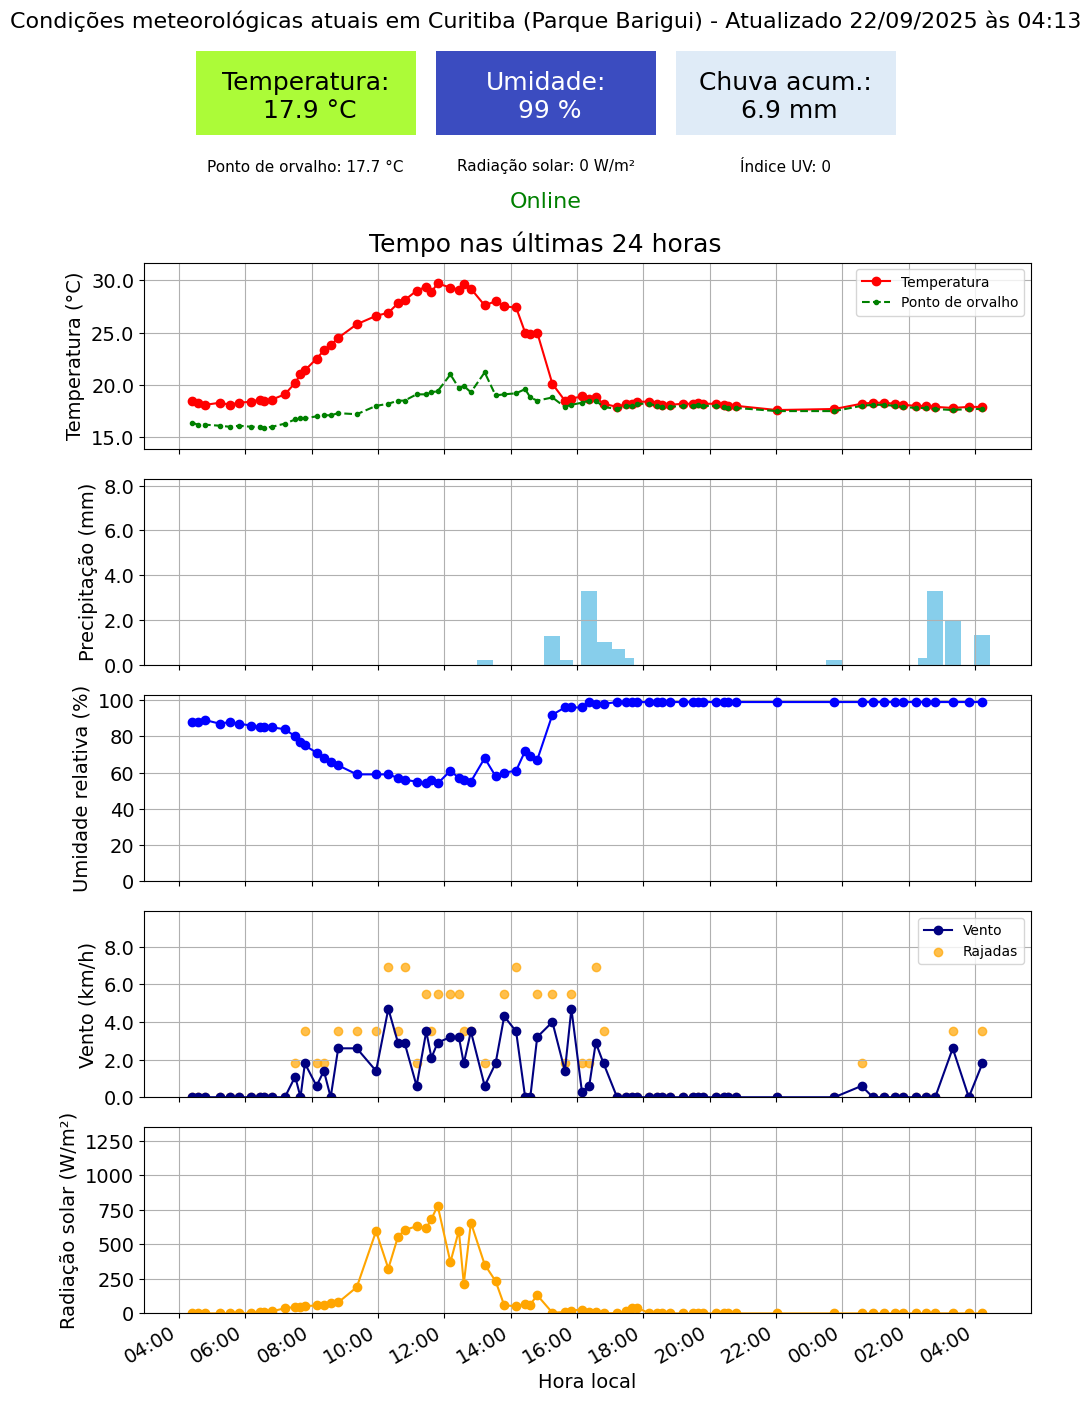 Condições meteorológicas atuais em Curitiba (Parque Barigui) - Atualizado 22/09/2025 às 04:13
Temperatura:
17.9 °C
Umidade:
99 %
Chuva acum.:
6.9 mm
Ponto de orvalho: 17.7 °C
Radiação solar: 0 W/m²
Índice UV: 0
Online
Tempo nas últimas 24 horas
Temperatura (°C)
30.0
25.0
20.0
15.0
Temperatura
Ponto de orvalho
Precipitação (mm)
8.0
6.0
4.0
2.0
0.0
Umidade relativa (%)
100
80
60
40
20
0
Vento (km/h)
8.0
6.0
4.0
2.0
0.0
Vento
Rajadas
Radiação solar (W/m²)
1250
1000
750
500
250
0
04:00 06:00 08:00 10:00 12:00 14:00 16:00 18:00 20:00 22:00 00:00 02:00 04:00
Hora local